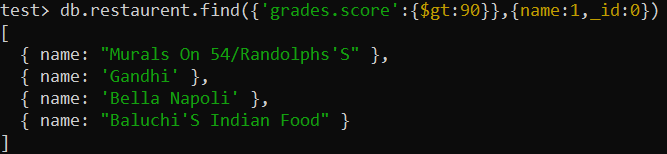 test> db.restaurent.find({'grades.score':{$gt:90}},{name:1,_id:0})
[
  { name: "Murals On 54/Randolphs'S" },
  { name: 'Gandhi' },
  { name: 'Bella Napoli' },
  { name: "Baluchi'S Indian Food" }
]